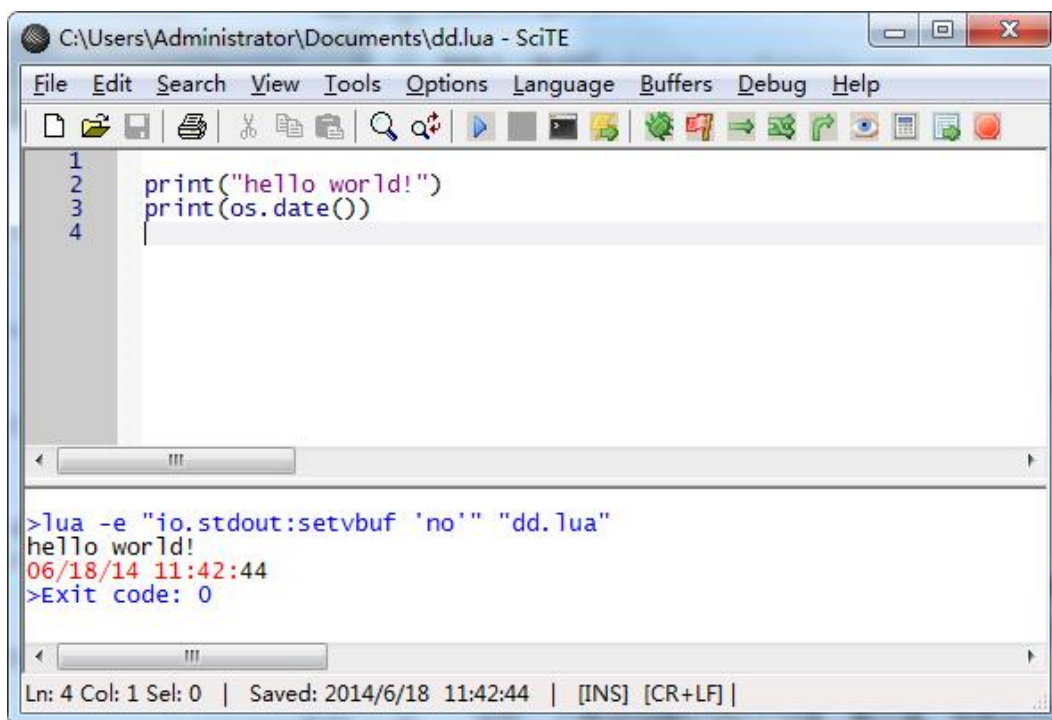 C:\Users\Administrator\Documents\dd.lua - SciTE
File Edit Search View Tools Options Language Buffers Debug Help
1
2 print("hello world!")
3 print(os.date())
4
>lua -e "io.stdout:setvbuf 'no'" "dd.lua"
hello world!
06/18/14 11:42:44
>Exit code: 0
Ln: 4 Col: 1 Sel: 0 | Saved: 2014/6/18 11:42:44 | [INS] [CR+LF] |